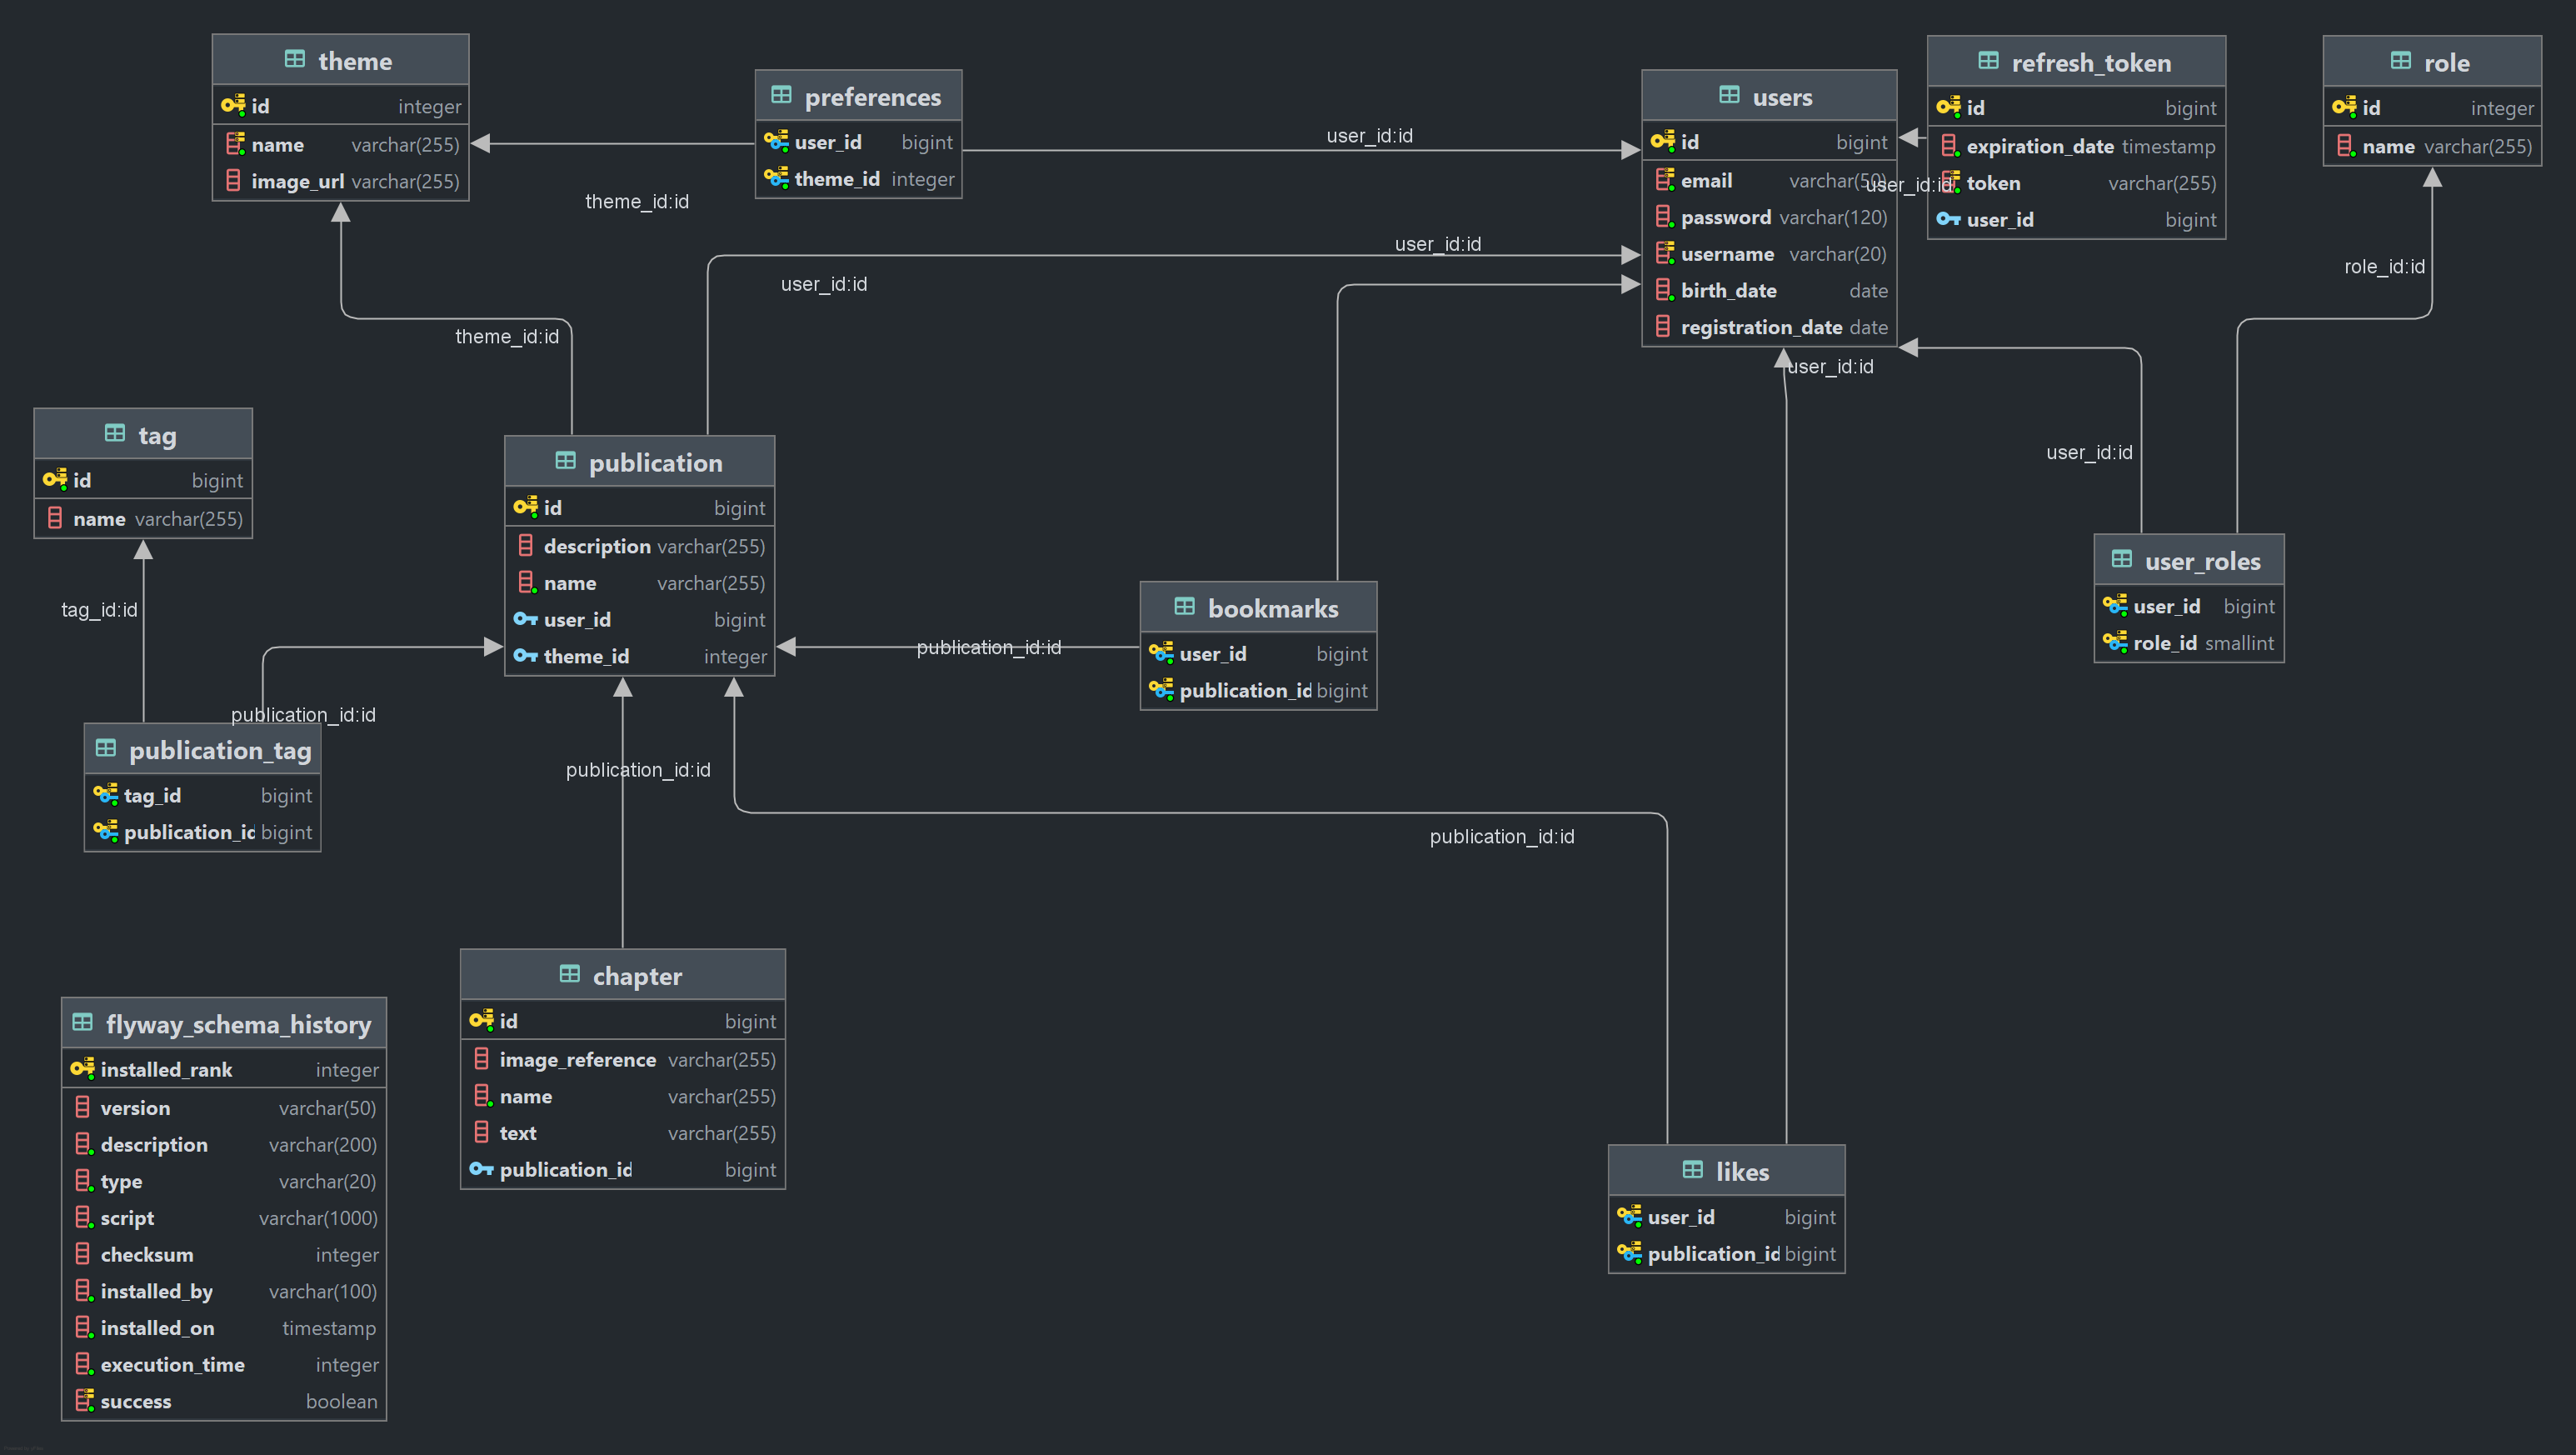 theme
id integer
name varchar(255)
image_url varchar(255)
preferences
user_id bigint
theme_id integer
users
id bigint
email varchar(50)
password varchar(120)
username varchar(20)
birth_date date
registration_date date
refresh_token
id bigint
expiration_date timestamp
token varchar(255)
user_id bigint
role
id integer
name varchar(255)
user_id:id
theme_id:id
user_id:id
user_id:id
user_id:id
theme_id:id
role_id:id
user_id:id
user_id:id
tag
id bigint
name varchar(255)
publication
id bigint
description varchar(255)
name varchar(255)
user_id bigint
theme_id integer
tag_id:id
publication_id:id
bookmarks
user_id bigint
publication_id bigint
user_roles
user_id bigint
role_id smallint
publication_id:id
publication_tag
tag_id bigint
publication_id bigint
publication_id:id
publication_id:id
chapter
id bigint
image_reference varchar(255)
name varchar(255)
text varchar(255)
publication_id bigint
flyway_schema_history
installed_rank integer
version varchar(50)
description varchar(200)
type varchar(20)
script varchar(1000)
checksum integer
installed_by varchar(100)
installed_on timestamp
execution_time integer
success boolean
likes
user_id bigint
publication_id bigint